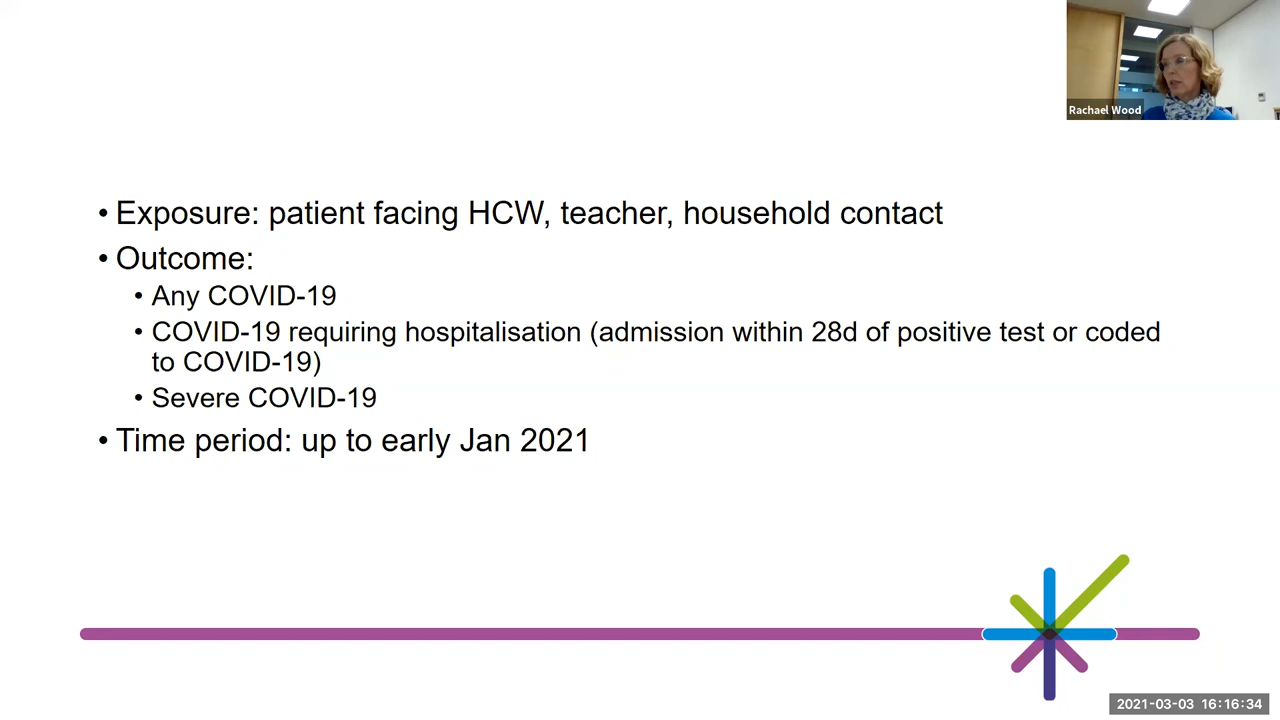 Rachael Wood
• Exposure: patient facing HCW, teacher, household contact
• Outcome:
• Any COVID-19
• COVID-19 requiring hospitalisation (admission within 28d of positive test or coded
to COVID-19)
• Severe COVID-19
• Time period: up to early Jan 2021
2021-03-03 16:16:34